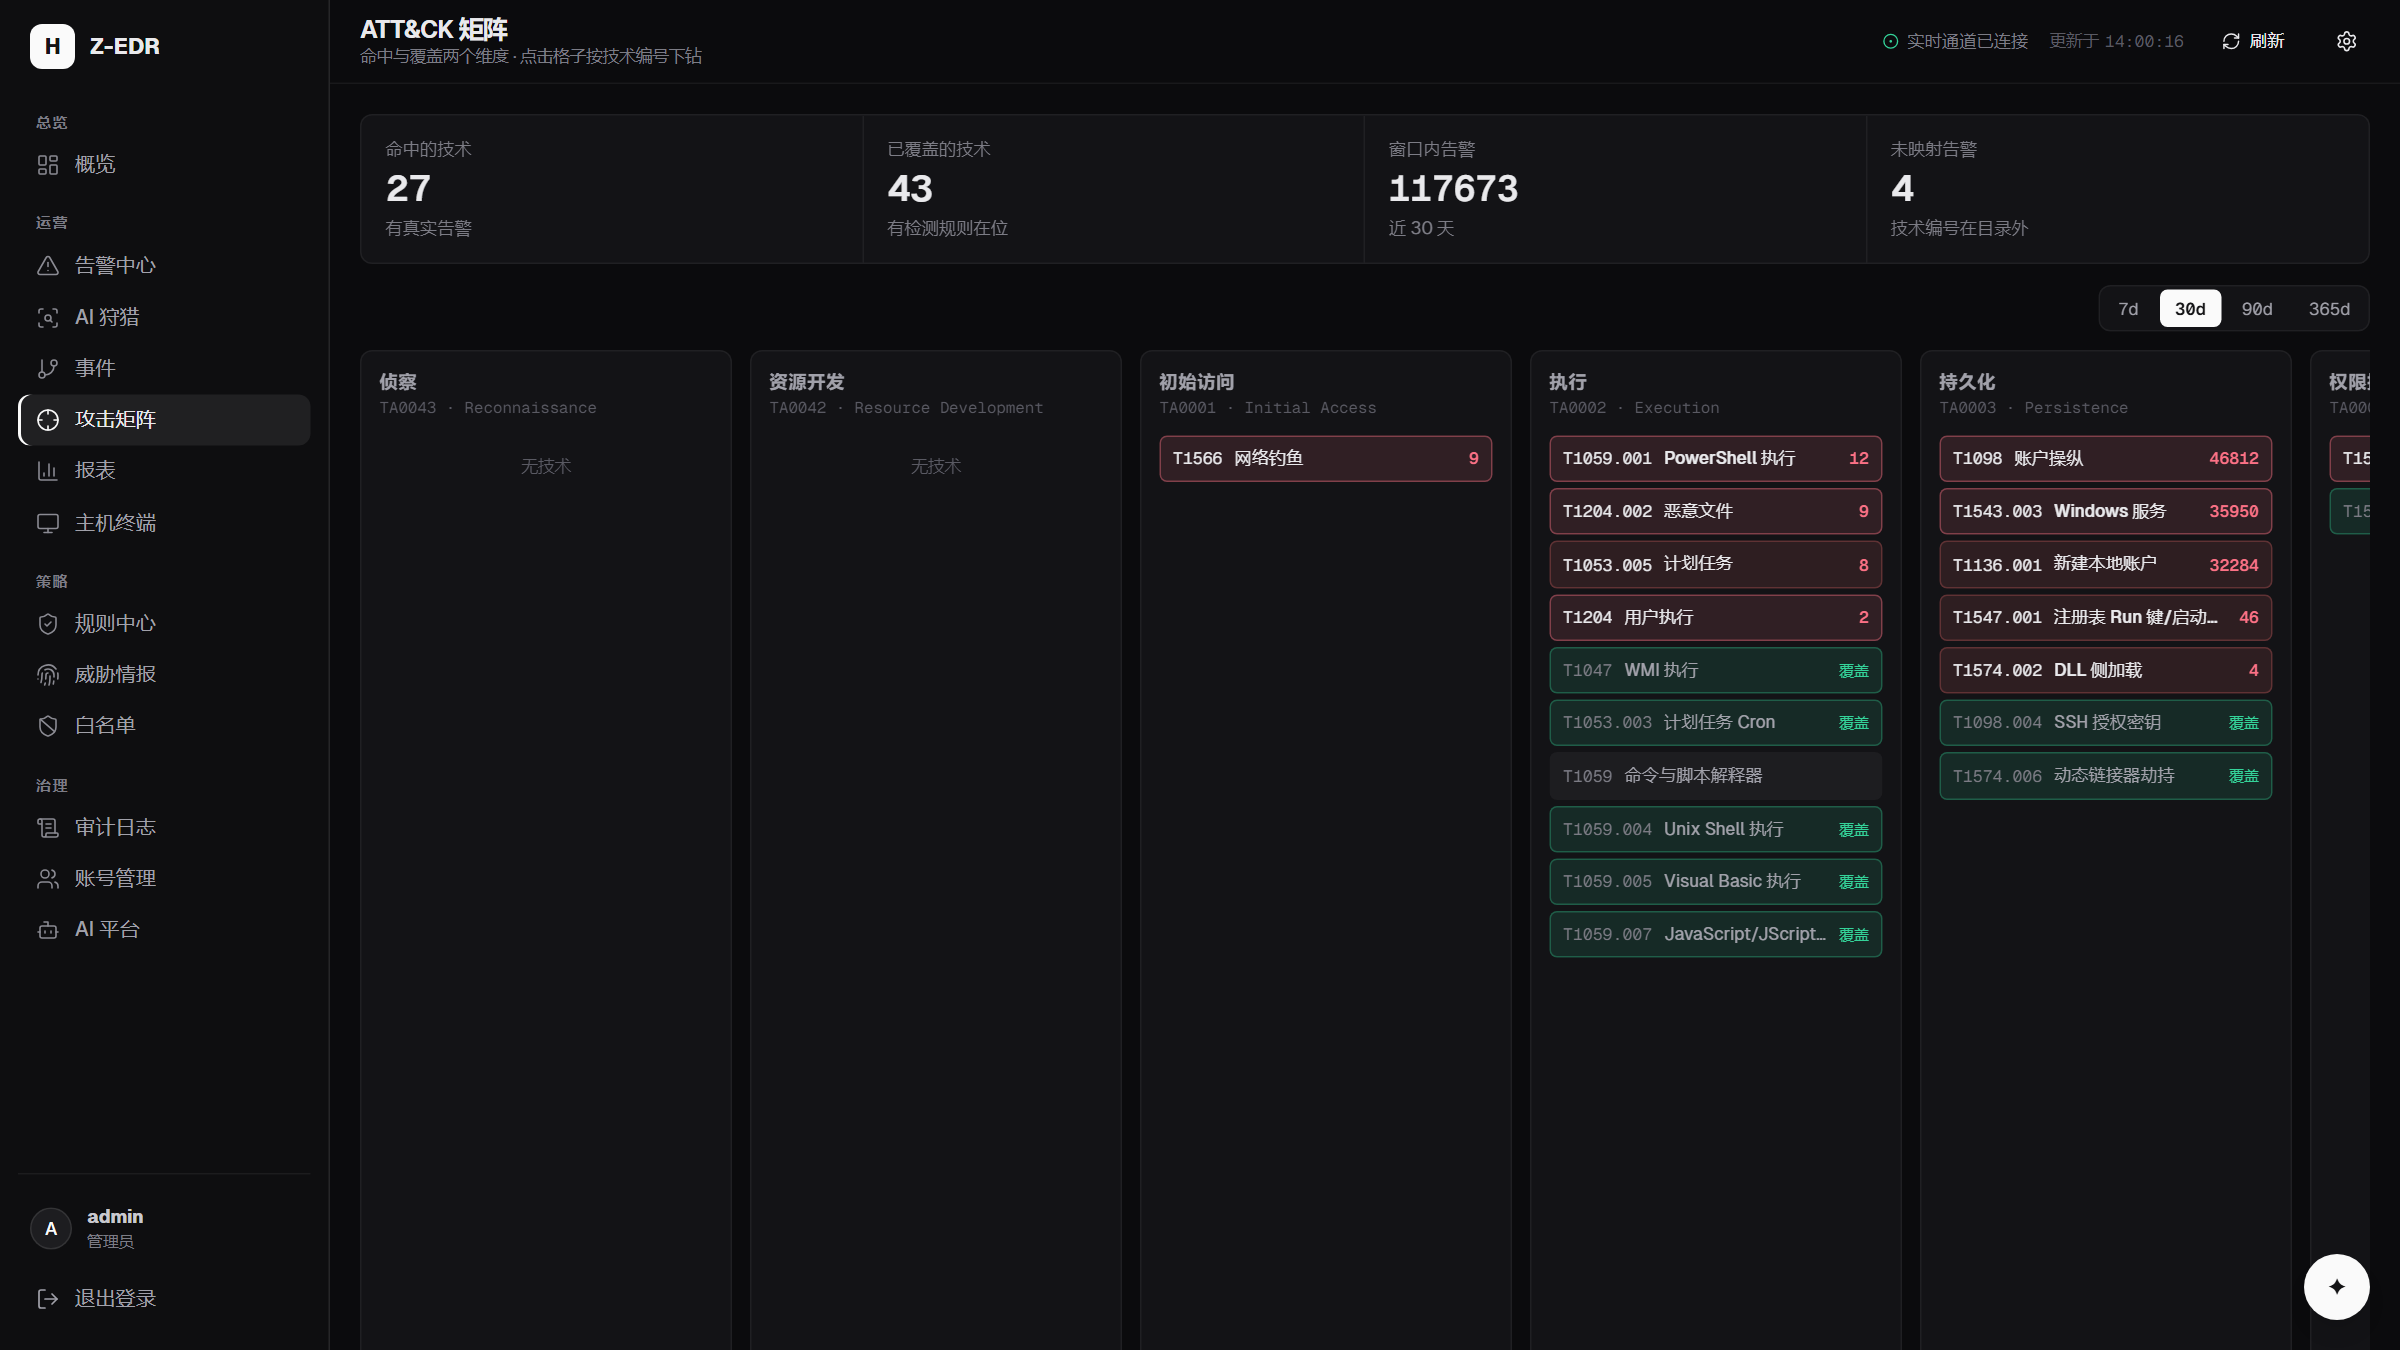 H
Z-EDR
总览
概览
运营
告警中心
AI 狩猎
事件
攻击矩阵
报表
主机终端
策略
规则中心
威胁情报
白名单
治理
审计日志
账号管理
AI 平台
A
admin
管理员
退出登录
ATT&CK 矩阵
命中与覆盖两个维度 · 点击格子按技术编号下钻
实时通道已连接 更新于 14:00:16 刷新
命中的技术
27
有真实告警
已覆盖的技术
43
有检测规则在位
窗口内告警
117673
近 30 天
未映射告警
4
技术编号在目录外
7d 30d 90d 365d
侦察
TA0043 · Reconnaissance
无技术
资源开发
TA0042 · Resource Development
无技术
初始访问
TA0001 · Initial Access
T1566 网络钓鱼 9
执行
TA0002 · Execution
T1059.001 PowerShell 执行 12
T1204.002 恶意文件 9
T1053.005 计划任务 8
T1204 用户执行 2
T1047 WMI 执行 覆盖
T1053.003 计划任务 Cron 覆盖
T1059 命令与脚本解释器
T1059.004 Unix Shell 执行 覆盖
T1059.005 Visual Basic 执行 覆盖
T1059.007 JavaScript/JScript... 覆盖
持久化
TA0003 · Persistence
T1098 账户操纵 46812
T1543.003 Windows 服务 35950
T1136.001 新建本地账户 32284
T1547.001 注册表 Run 键/启动... 46
T1574.002 DLL 侧加载 4
T1098.004 SSH 授权密钥 覆盖
T1574.006 动态链接器劫持 覆盖
权限
TA00
T15
T15